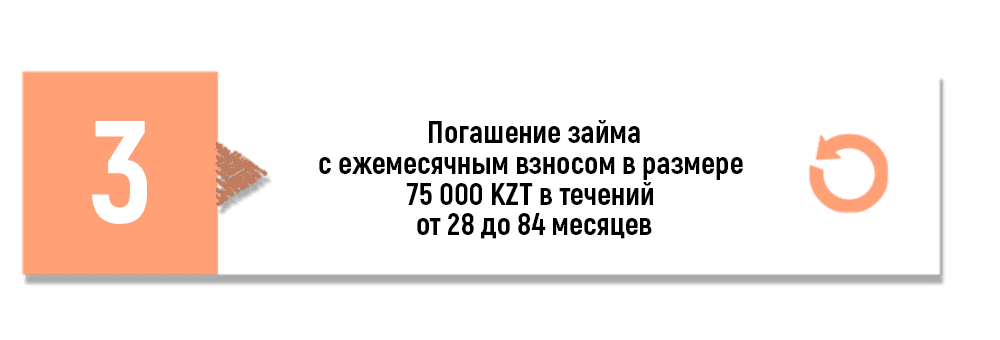 3
Погашение займа
с ежемесячным взносом в размере
75 000 KZT в течений
от 28 до 84 месяцев